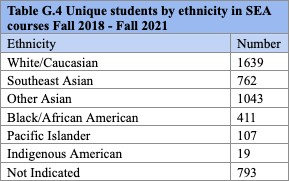 Table G.4 Unique students by ethnicity in SEA
courses Fall 2018 - Fall 2021
Ethnicity Number
White/Caucasian 1639
Southeast Asian 762
Other Asian 1043
Black/African American 411
Pacific Islander 107
Indigenous American 19
Not Indicated 793